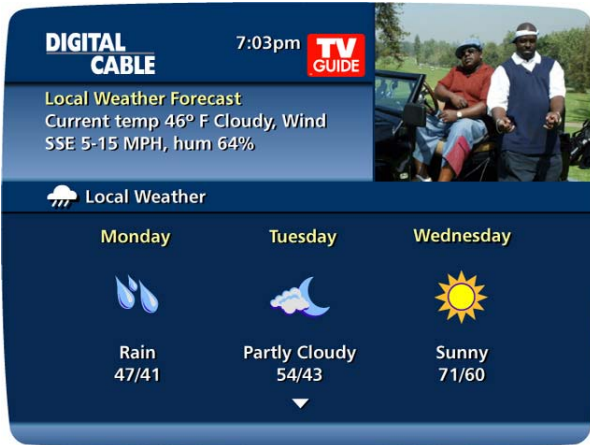 DIGITAL
CABLE
7:03pm
TV
GUIDE
Local Weather Forecast
Current temp 46º F Cloudy, Wind
SSE 5-15 MPH, hum 64%
Local Weather
Monday
Tuesday
Wednesday
Rain
Partly Cloudy
Sunny
47/41
54/43
71/60